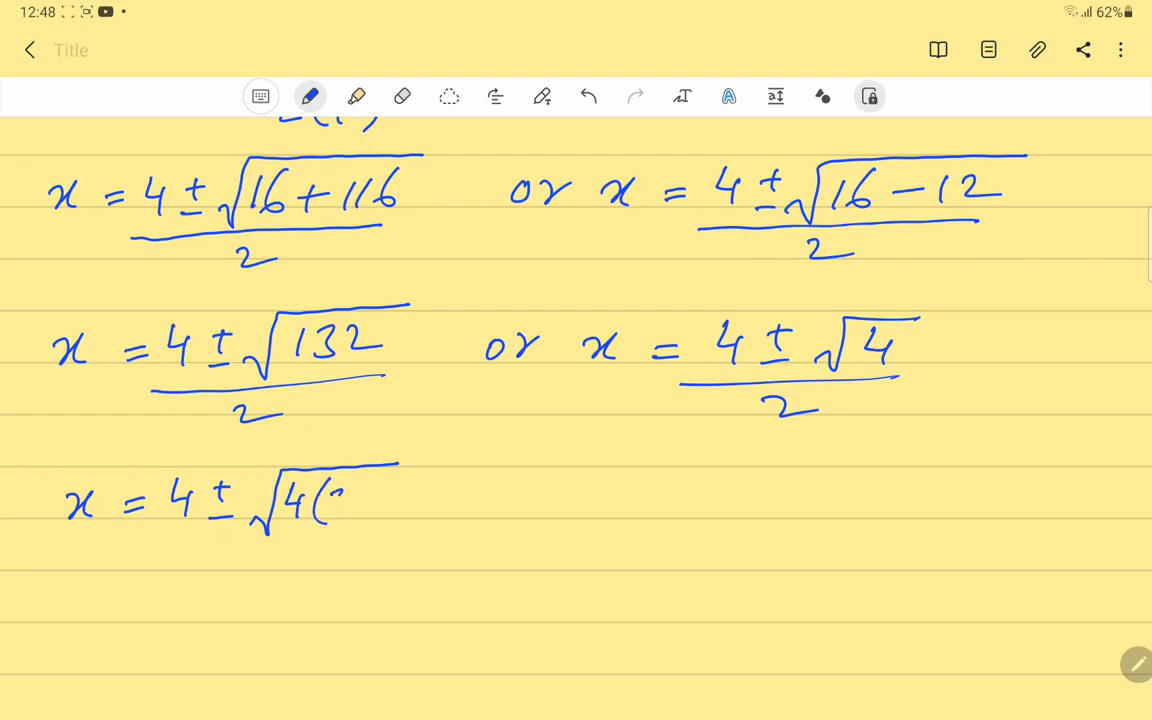 12:48 62%
Title
x = 4 ± √16 + 116 / 2 or x = 4 ± √16 − 12 / 2
x = 4 ± √132 / 2 or x = 4 ± √4 / 2
x = 4 ± √4(